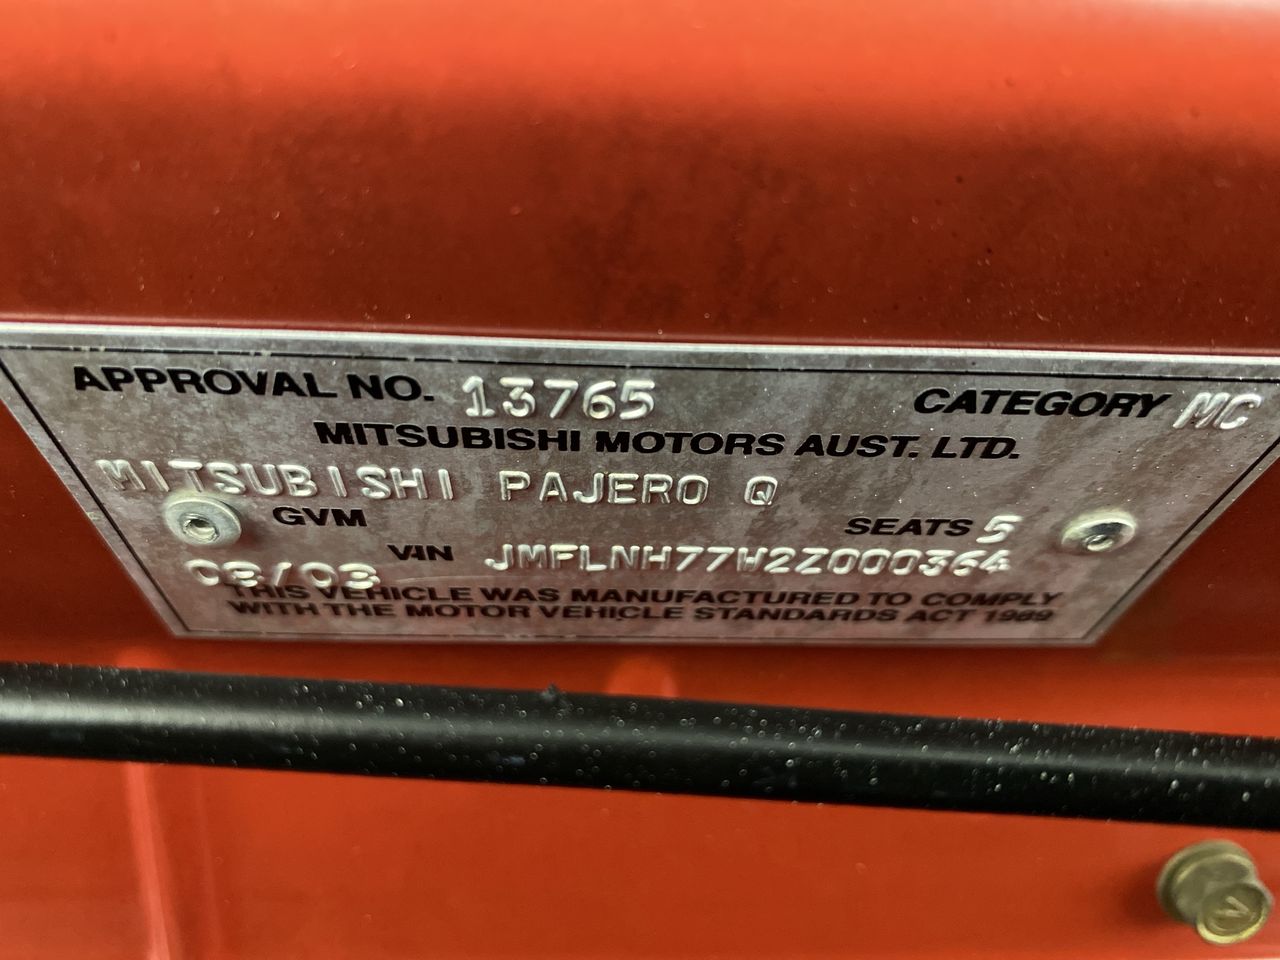 APPROVAL NO. 13765 CATEGORY MC
MITSUBISHI MOTORS AUST. LTD.
MITSUBISHI PAJERO Q
GVM SEATS 5
VIN JMFLNH77W2Z000364
03/03
THIS VEHICLE WAS MANUFACTURED TO COMPLY
WITH THE MOTOR VEHICLE STANDARDS ACT 1989